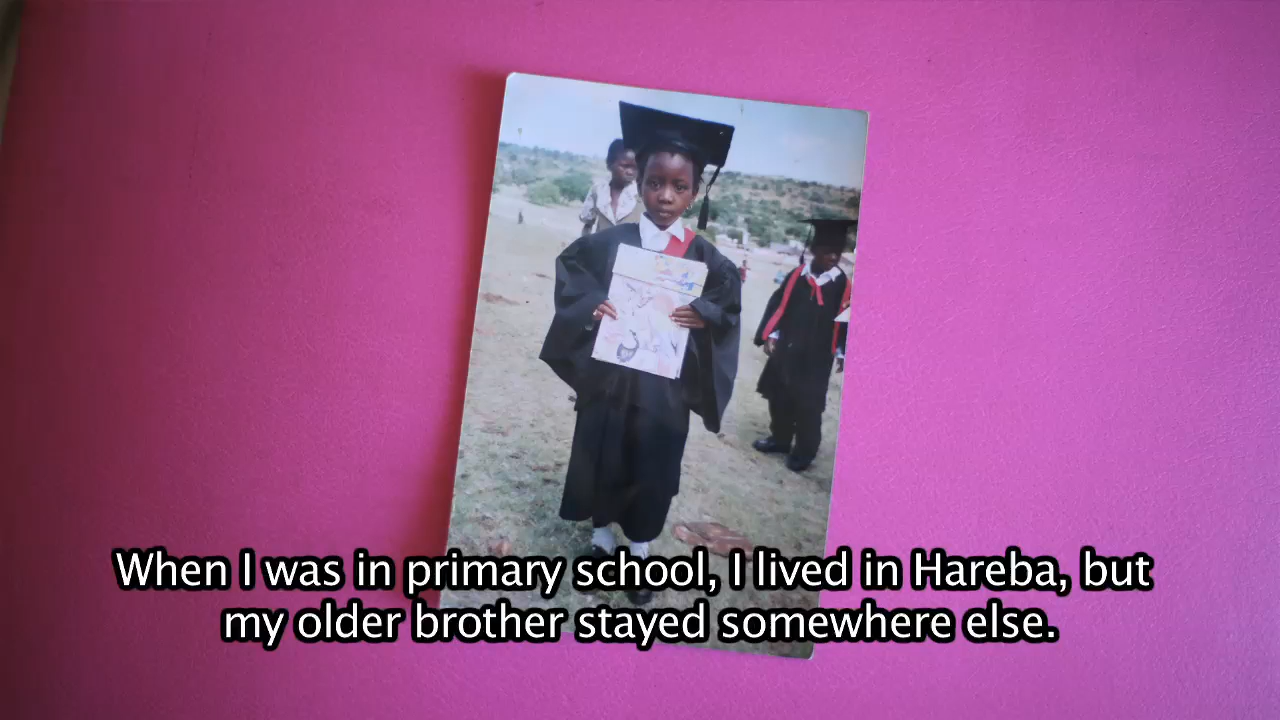 When I was in primary school, I lived in Hareba, but
my older brother stayed somewhere else.